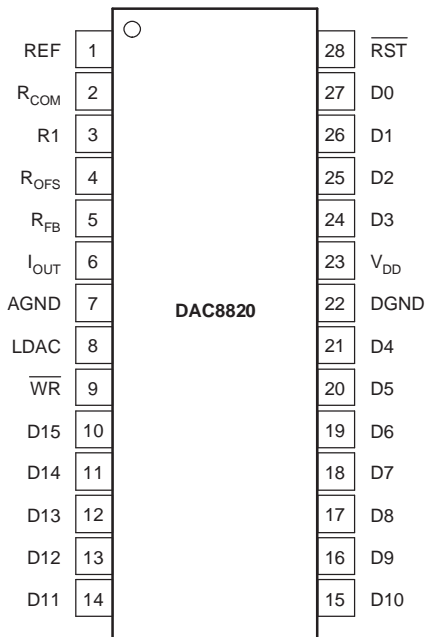 REF 1 28 RST
RCOM 2 27 D0
R1 3 26 D1
ROFS 4 25 D2
RFB 5 24 D3
IOUT 6 23 VDD
AGND 7 22 DGND
DAC8820
LDAC 8 21 D4
WR 9 20 D5
D15 10 19 D6
D14 11 18 D7
D13 12 17 D8
D12 13 16 D9
D11 14 15 D10